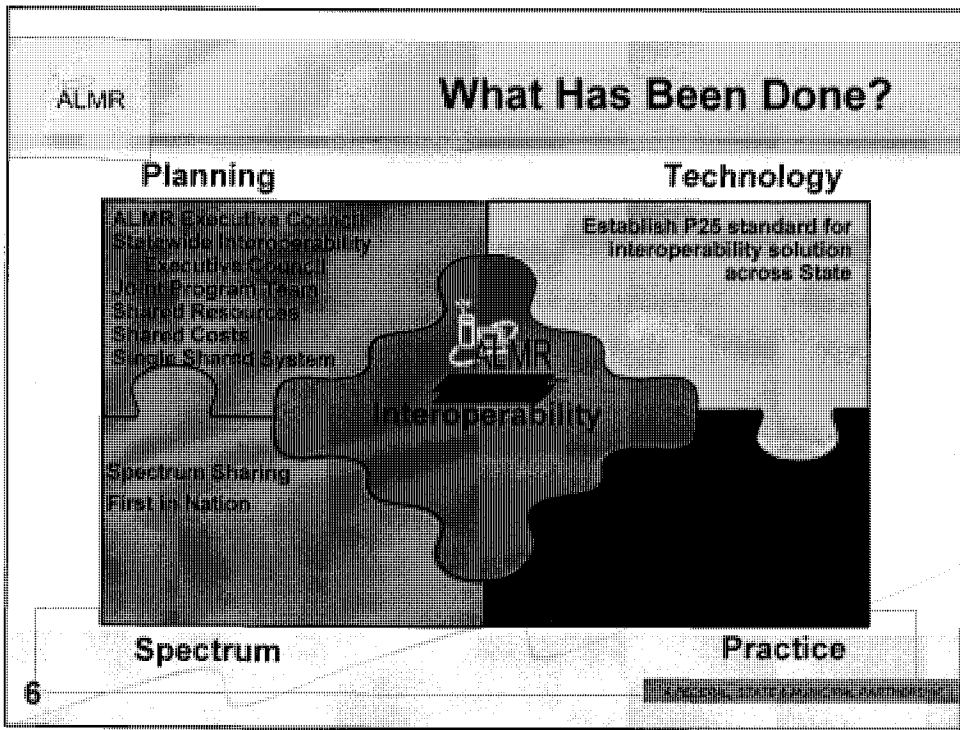 ALMR
What Has Been Done?
Planning
Technology
ALMR Executive Council
Statewide Interoperability
Executive Council
Joint Program Team
Shared Resources
Shared Costs
Single Shared System
Establish P25 standard for
interoperability solution
across State
ALMR
Interoperability
Spectrum Sharing
First in Nation
Spectrum
Practice
6